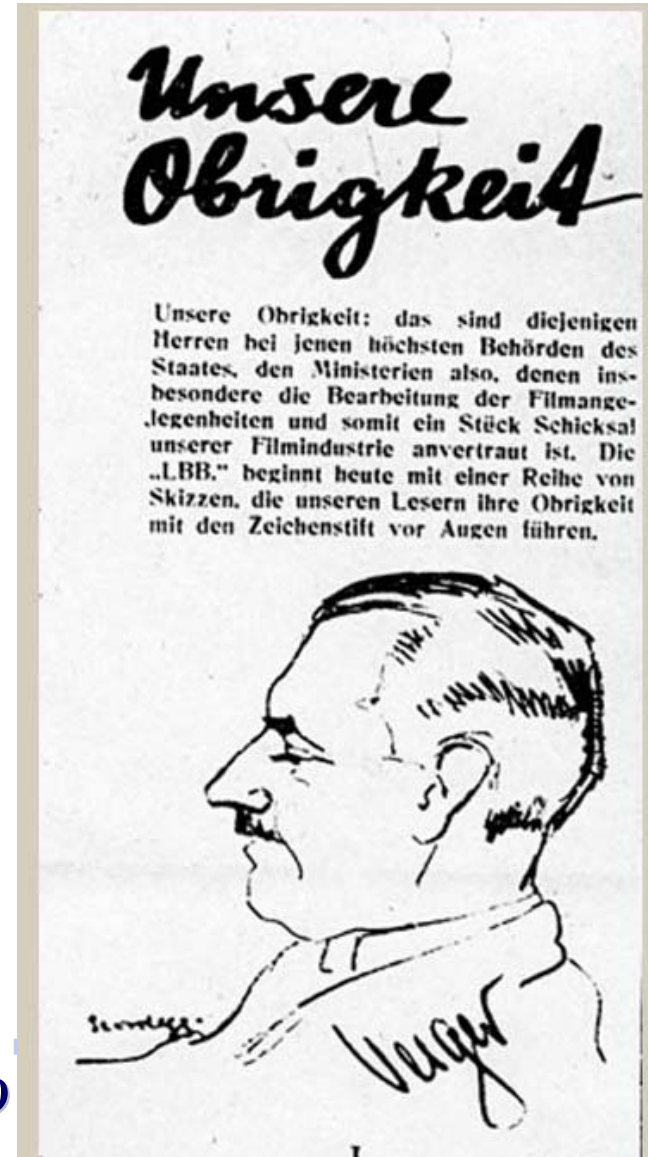 Unsere
Obrigkeit
Unsere Obrigkeit: das sind diejenigen
Herren bei jenen höchsten Behörden des
Staates, den Ministerien also, denen ins-
besondere die Bearbeitung der Filmange-
legenheiten und somit ein Stück Schicksal
unserer Filmindustrie anvertraut ist. Die
„LBB.“ beginnt heute mit einer Reihe von
Skizzen, die unseren Lesern ihre Obrigkeit
mit den Zeichenstift vor Augen führen.
I